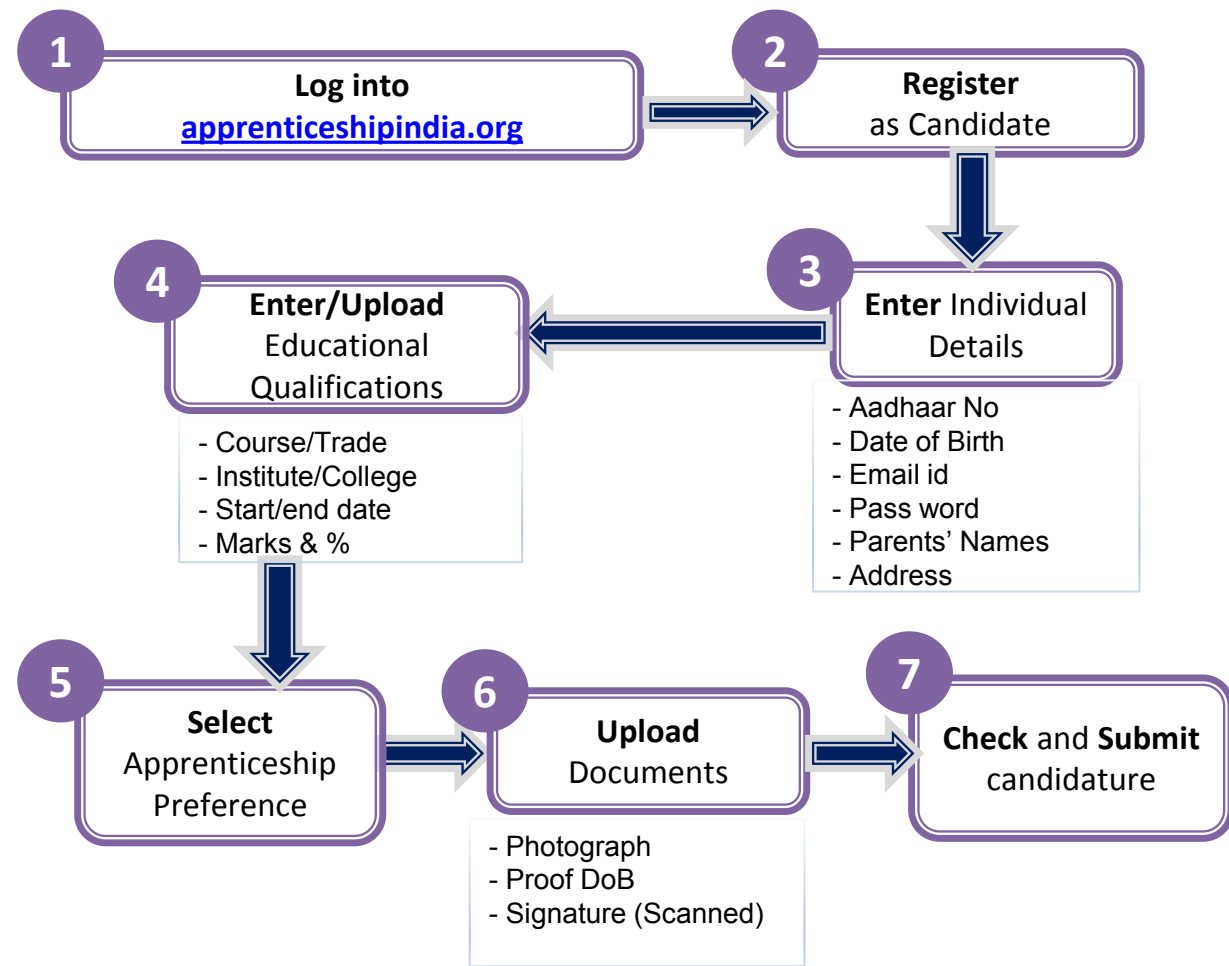 1
Log into
apprenticeshipindia.org
2
Register
as Candidate
3
Enter Individual
Details
- Aadhaar No
- Date of Birth
- Email id
- Pass word
- Parents’ Names
- Address
4
Enter/Upload
Educational
Qualifications
- Course/Trade
- Institute/College
- Start/end date
- Marks & %
5
Select
Apprenticeship
Preference
6
Upload
Documents
- Photograph
- Proof DoB
- Signature (Scanned)
7
Check and Submit
candidature